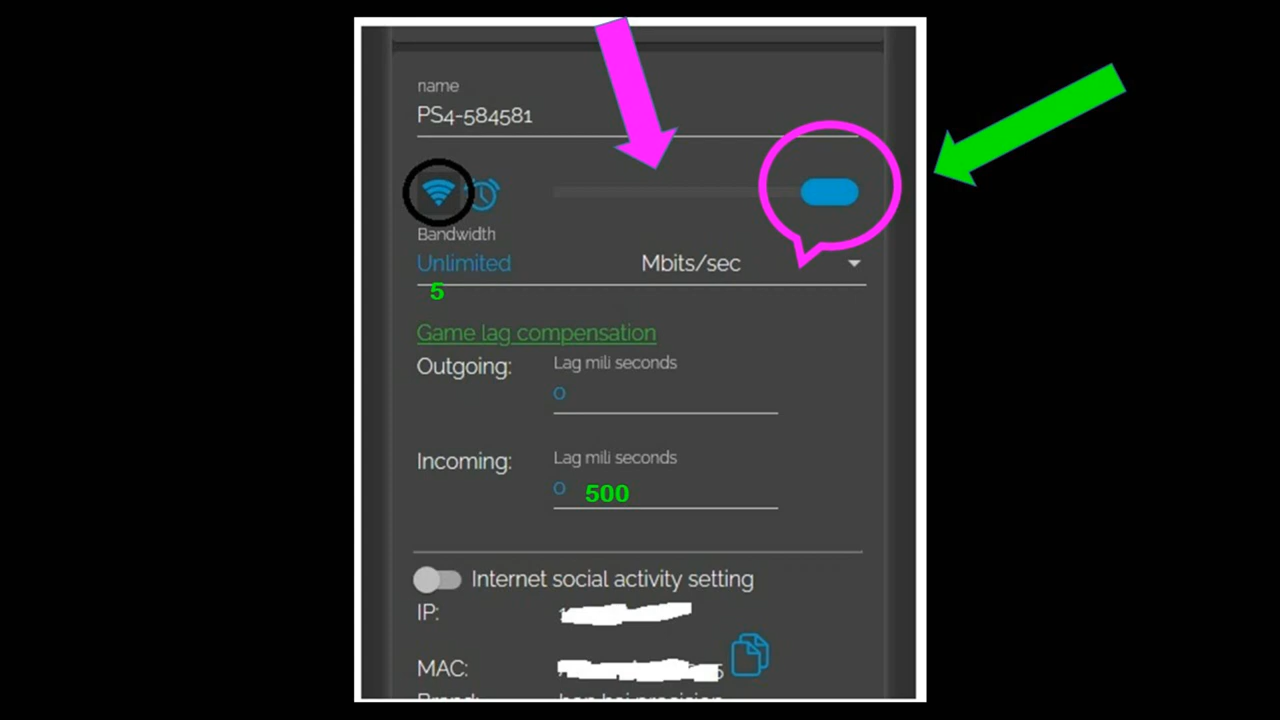 name
PS4-584581
Bandwidth
Unlimited Mbits/sec
5
Game lag compensation
Outgoing: Lag mili seconds
0
Incoming: Lag mili seconds
0 500
Internet social activity setting
IP:
MAC: 5